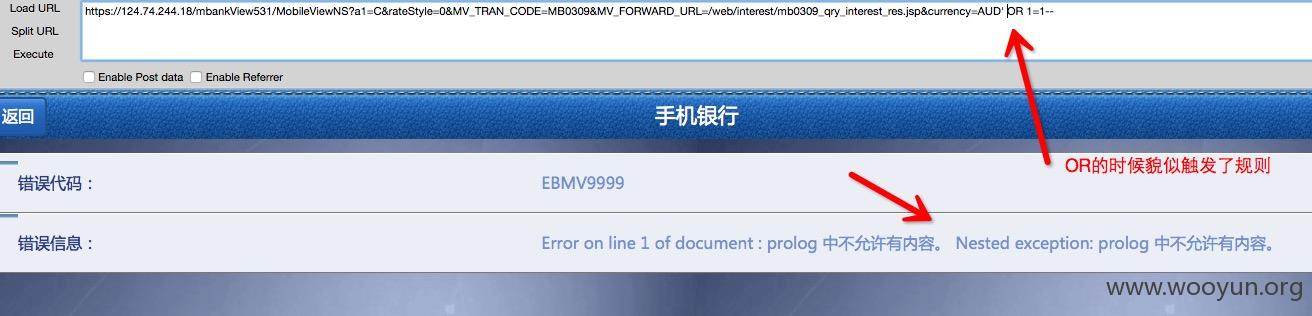 Load URL
https://124.74.244.18/mbankView531/MobileViewNS?a1=C&rateStyle=0&MV_TRAN_CODE=MB0309&MV_FORWARD_URL=/web/interest/mb0309_qry_interest_res.jsp&currency=AUD' OR 1=1--
Split URL
Execute
Enable Post data Enable Referrer
返回 手机银行
OR的时候貌似触发了规则
错误代码： EBMV9999
错误信息： Error on line 1 of document : prolog 中不允许有内容。 Nested exception: prolog 中不允许有内容。
www.wooyun.org